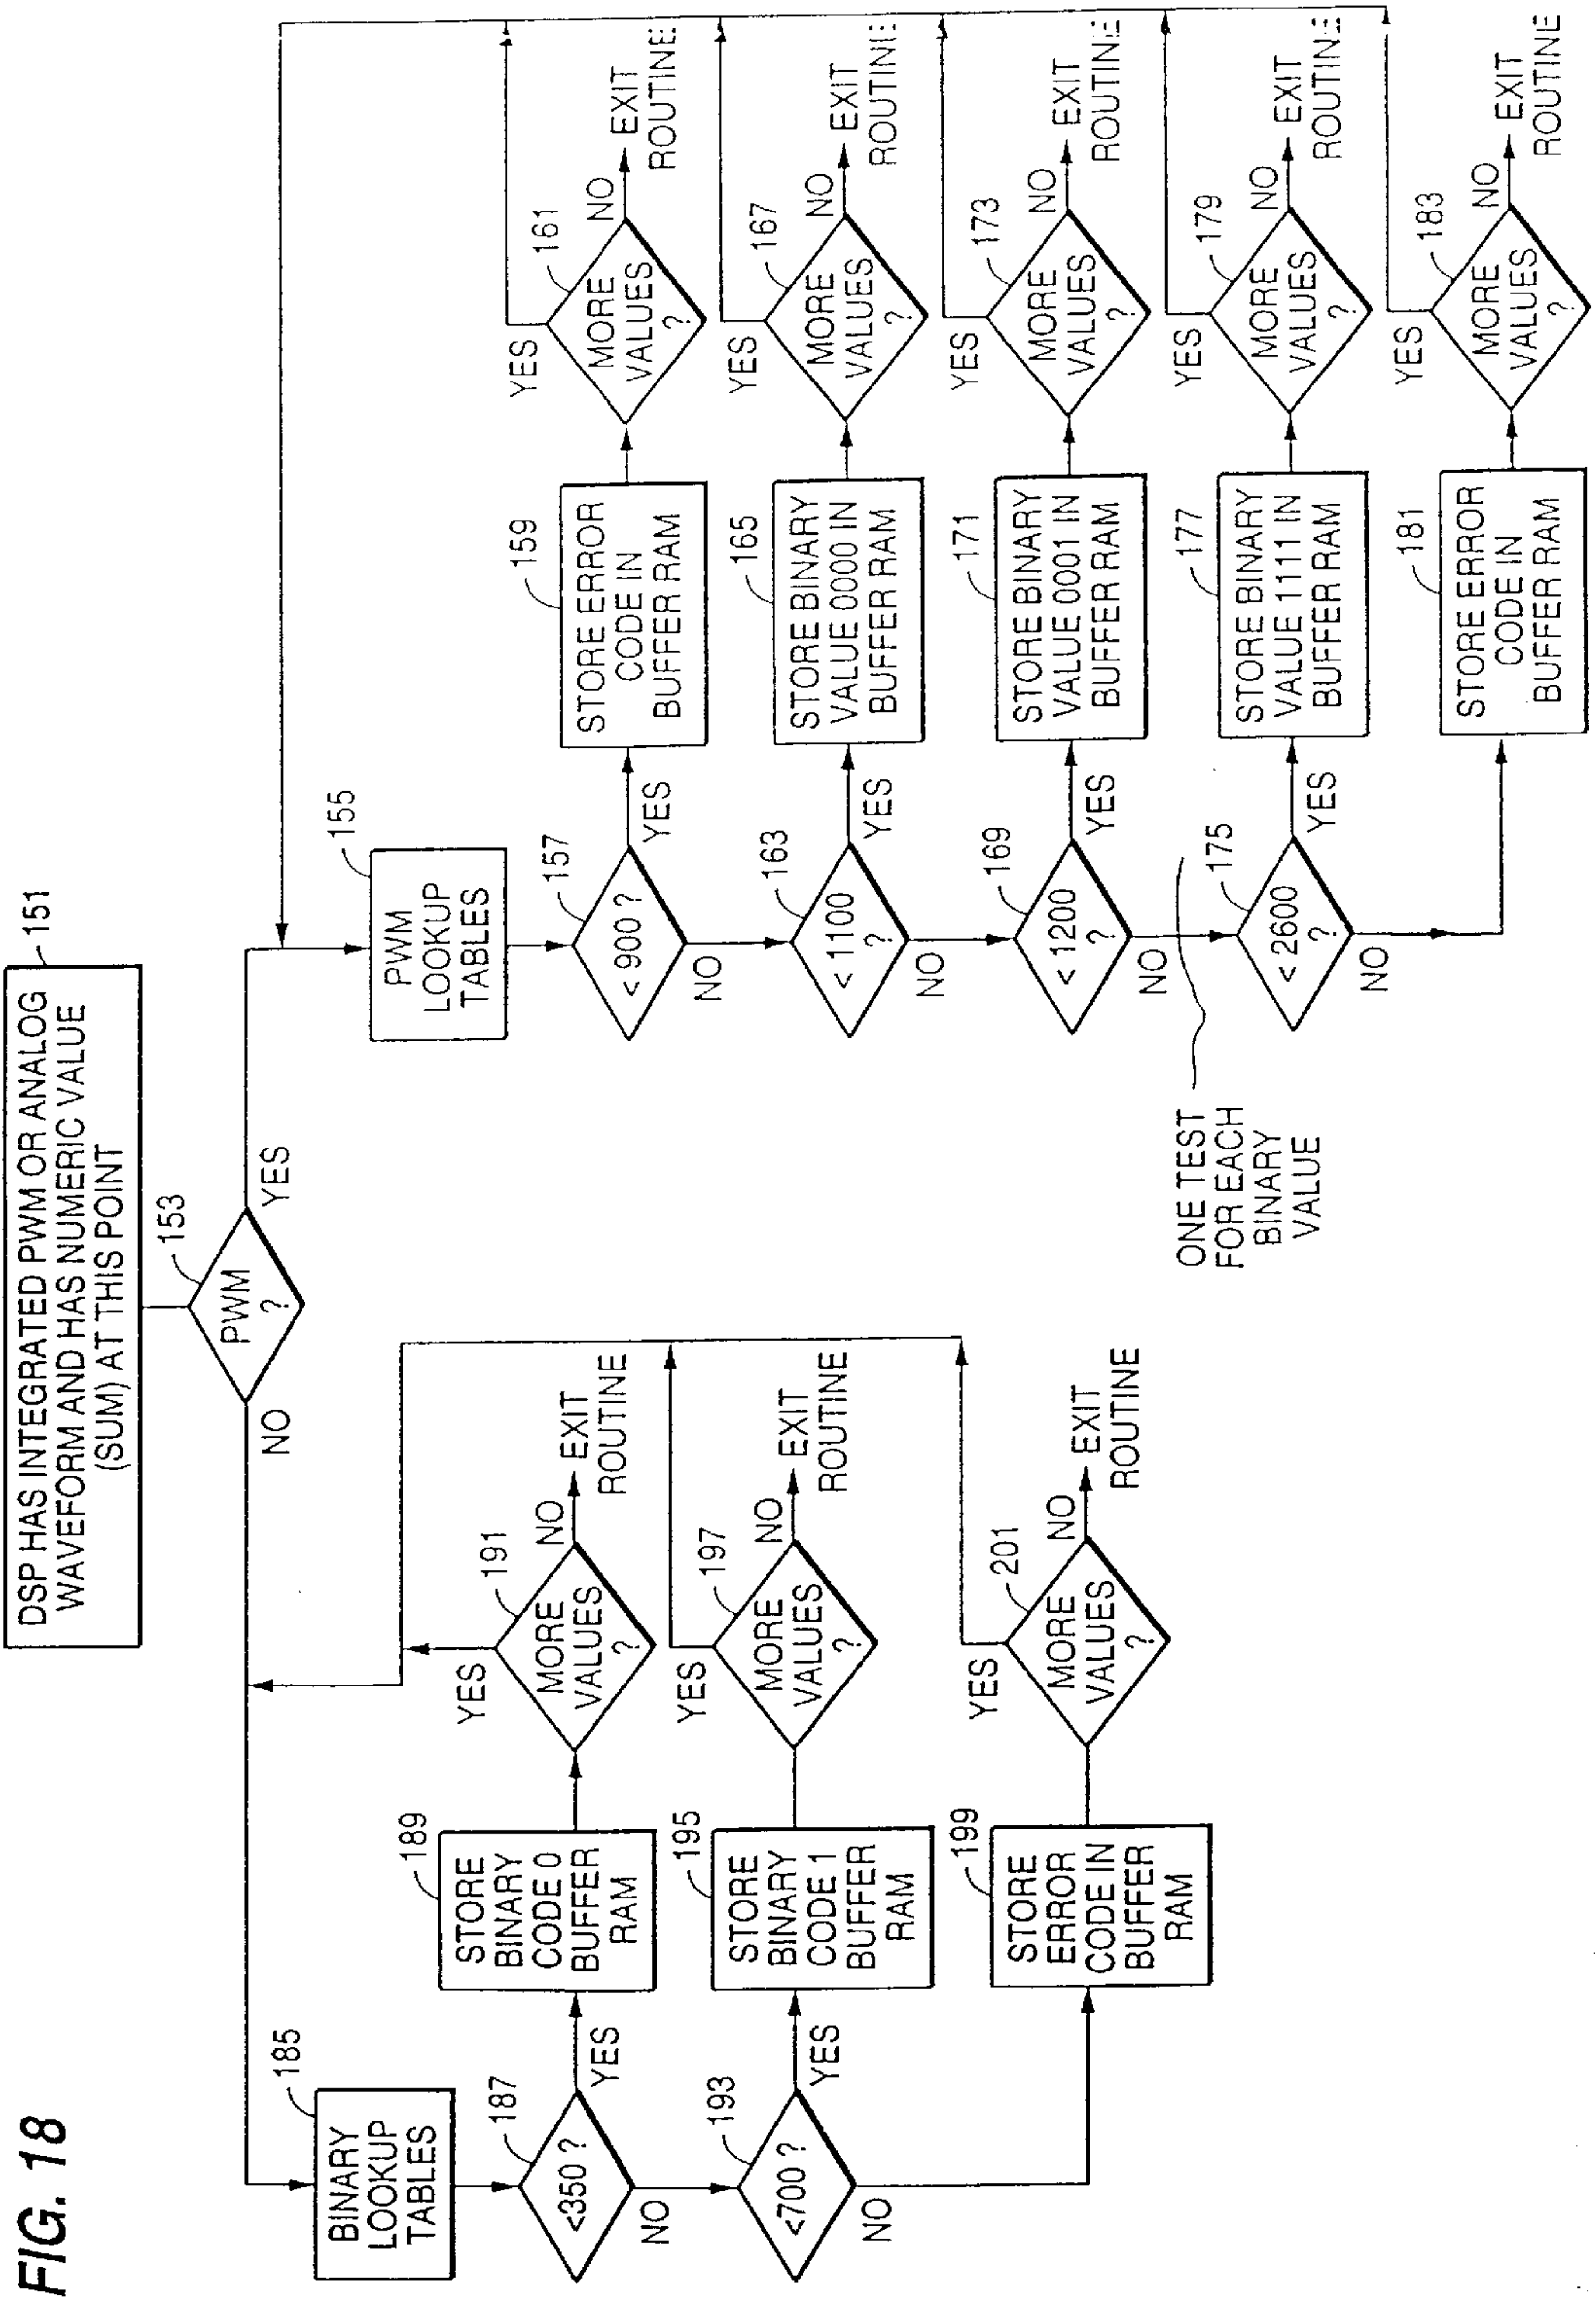 FIG. 18
DSP HAS INTEGRATED PWM OR ANALOG
WAVEFORM AND HAS NUMERIC VALUE
(SUM) AT THIS POINT
151
153
PWM
?
NO
YES
185
BINARY
LOOKUP
TABLES
187
<350 ?
YES
NO
189
STORE
BINARY
CODE 0
BUFFER
RAM
191
MORE
VALUES
?
YES
NO
EXIT
ROUTINE
193
<700 ?
YES
NO
195
STORE
BINARY
CODE 1
BUFFER
RAM
197
MORE
VALUES
?
YES
NO
EXIT
ROUTINE
199
STORE
ERROR
CODE IN
BUFFER
RAM
201
MORE
VALUES
?
YES
NO
EXIT
ROUTINE
155
PWM
LOOKUP
TABLES
157
< 900 ?
YES
NO
159
STORE ERROR
CODE IN
BUFFER RAM
161
MORE
VALUES
?
YES
NO
EXIT
ROUTINE
163
< 1100
?
YES
NO
165
STORE BINARY
VALUE 0000 IN
BUFFER RAM
167
MORE
VALUES
?
YES
NO
EXIT
ROUTINE
169
< 1200
?
YES
NO
171
STORE BINARY
VALUE 0001 IN
BUFFER RAM
173
MORE
VALUES
?
YES
NO
EXIT
ROUTINE
ONE TEST
FOR EACH
BINARY
VALUE
175
< 2600
?
YES
NO
177
STORE BINARY
VALUE 1111 IN
BUFFER RAM
179
MORE
VALUES
?
YES
NO
EXIT
ROUTINE
181
STORE ERROR
CODE IN
BUFFER RAM
183
MORE
VALUES
?
YES
NO
EXIT
ROUTINE